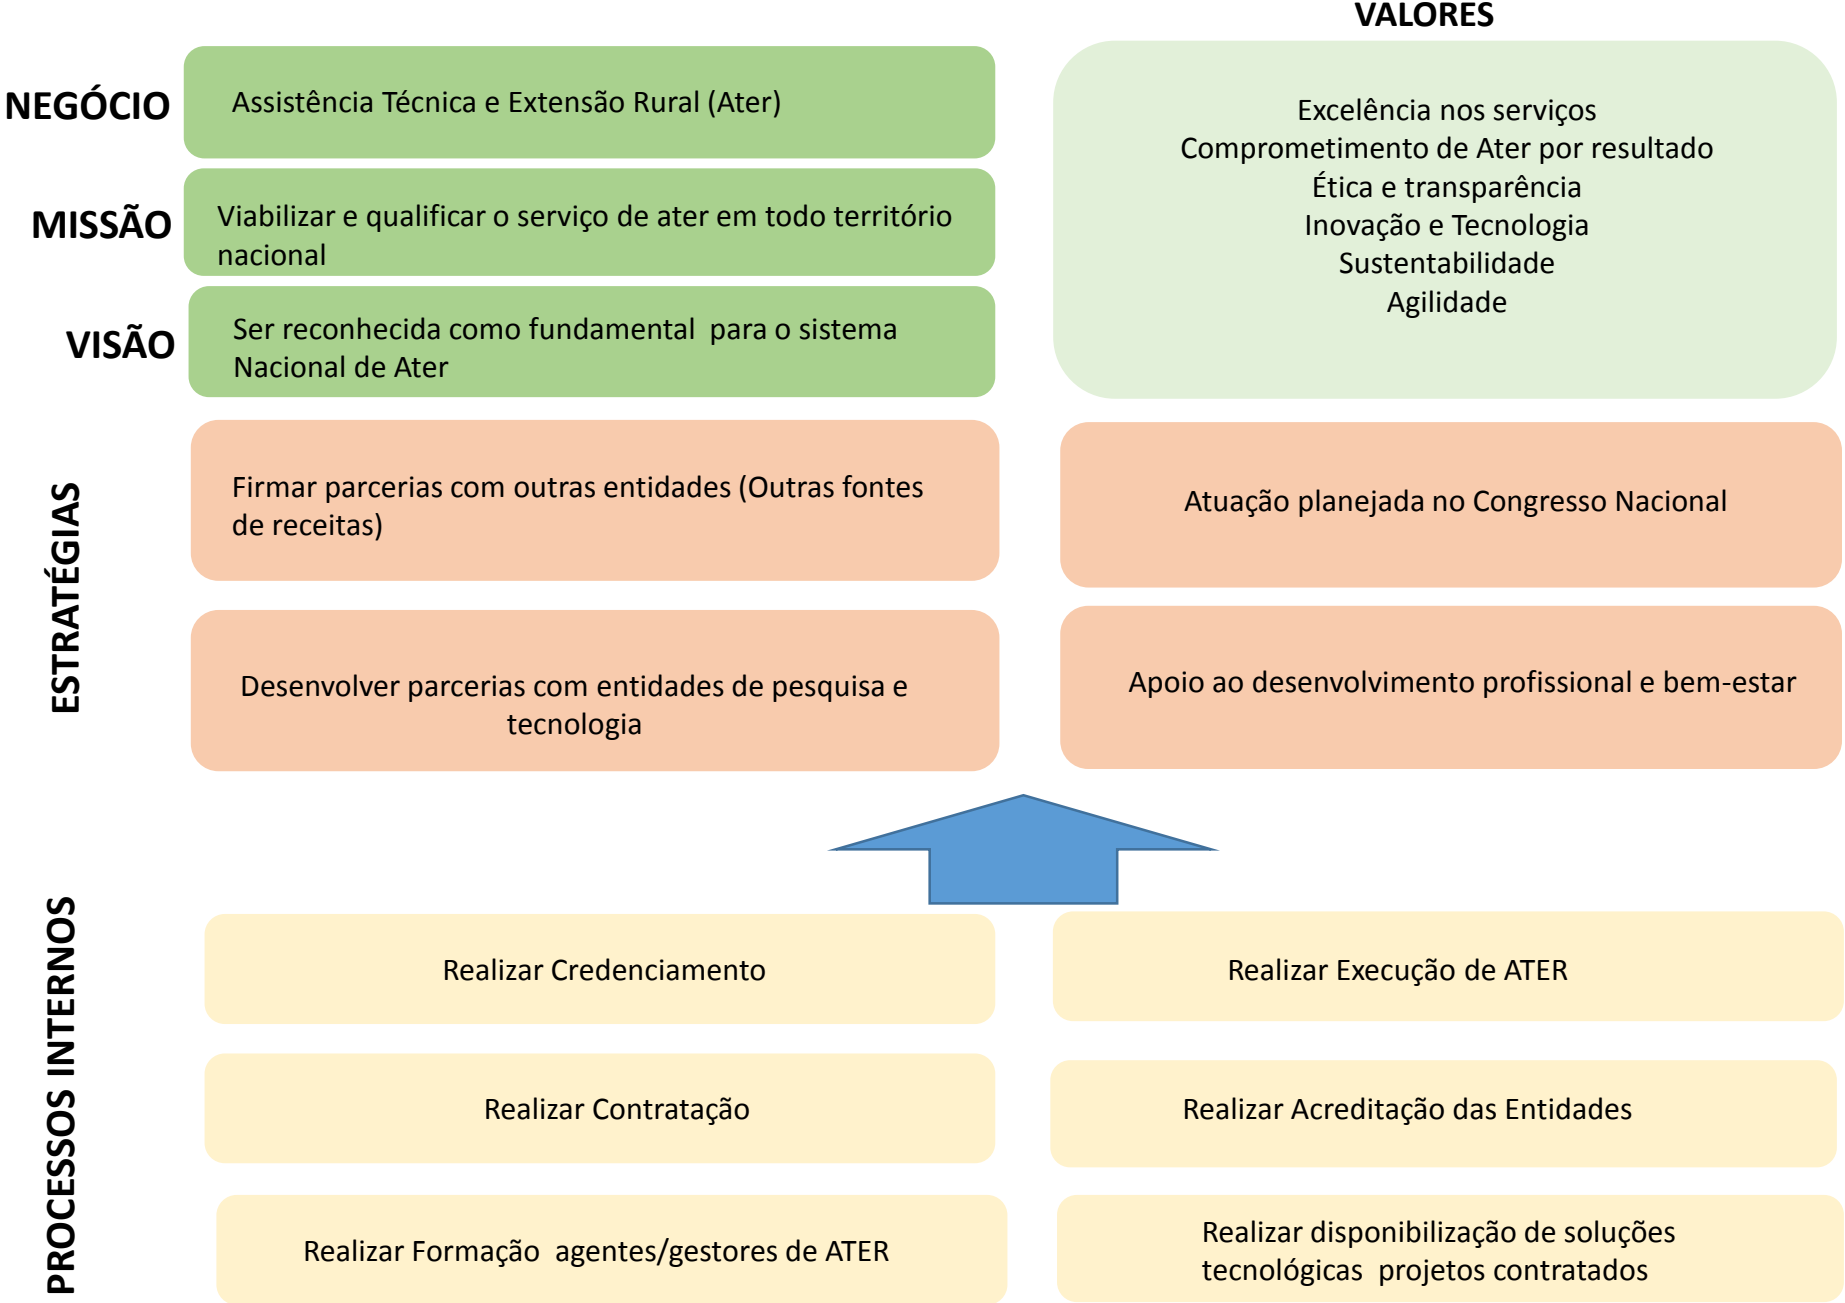 VALORES
NEGÓCIO
Assistência Técnica e Extensão Rural (Ater)
MISSÃO
Viabilizar e qualificar o serviço de ater em todo território
nacional
VISÃO
Ser reconhecida como fundamental para o sistema
Nacional de Ater
Excelência nos serviços
Comprometimento de Ater por resultado
Ética e transparência
Inovação e Tecnologia
Sustentabilidade
Agilidade
ESTRATÉGIAS
Firmar parcerias com outras entidades (Outras fontes
de receitas)
Atuação planejada no Congresso Nacional
Desenvolver parcerias com entidades de pesquisa e
tecnologia
Apoio ao desenvolvimento profissional e bem-estar
PROCESSOS INTERNOS
Realizar Credenciamento
Realizar Execução de ATER
Realizar Contratação
Realizar Acreditação das Entidades
Realizar Formação agentes/gestores de ATER
Realizar disponibilização de soluções
tecnológicas projetos contratados